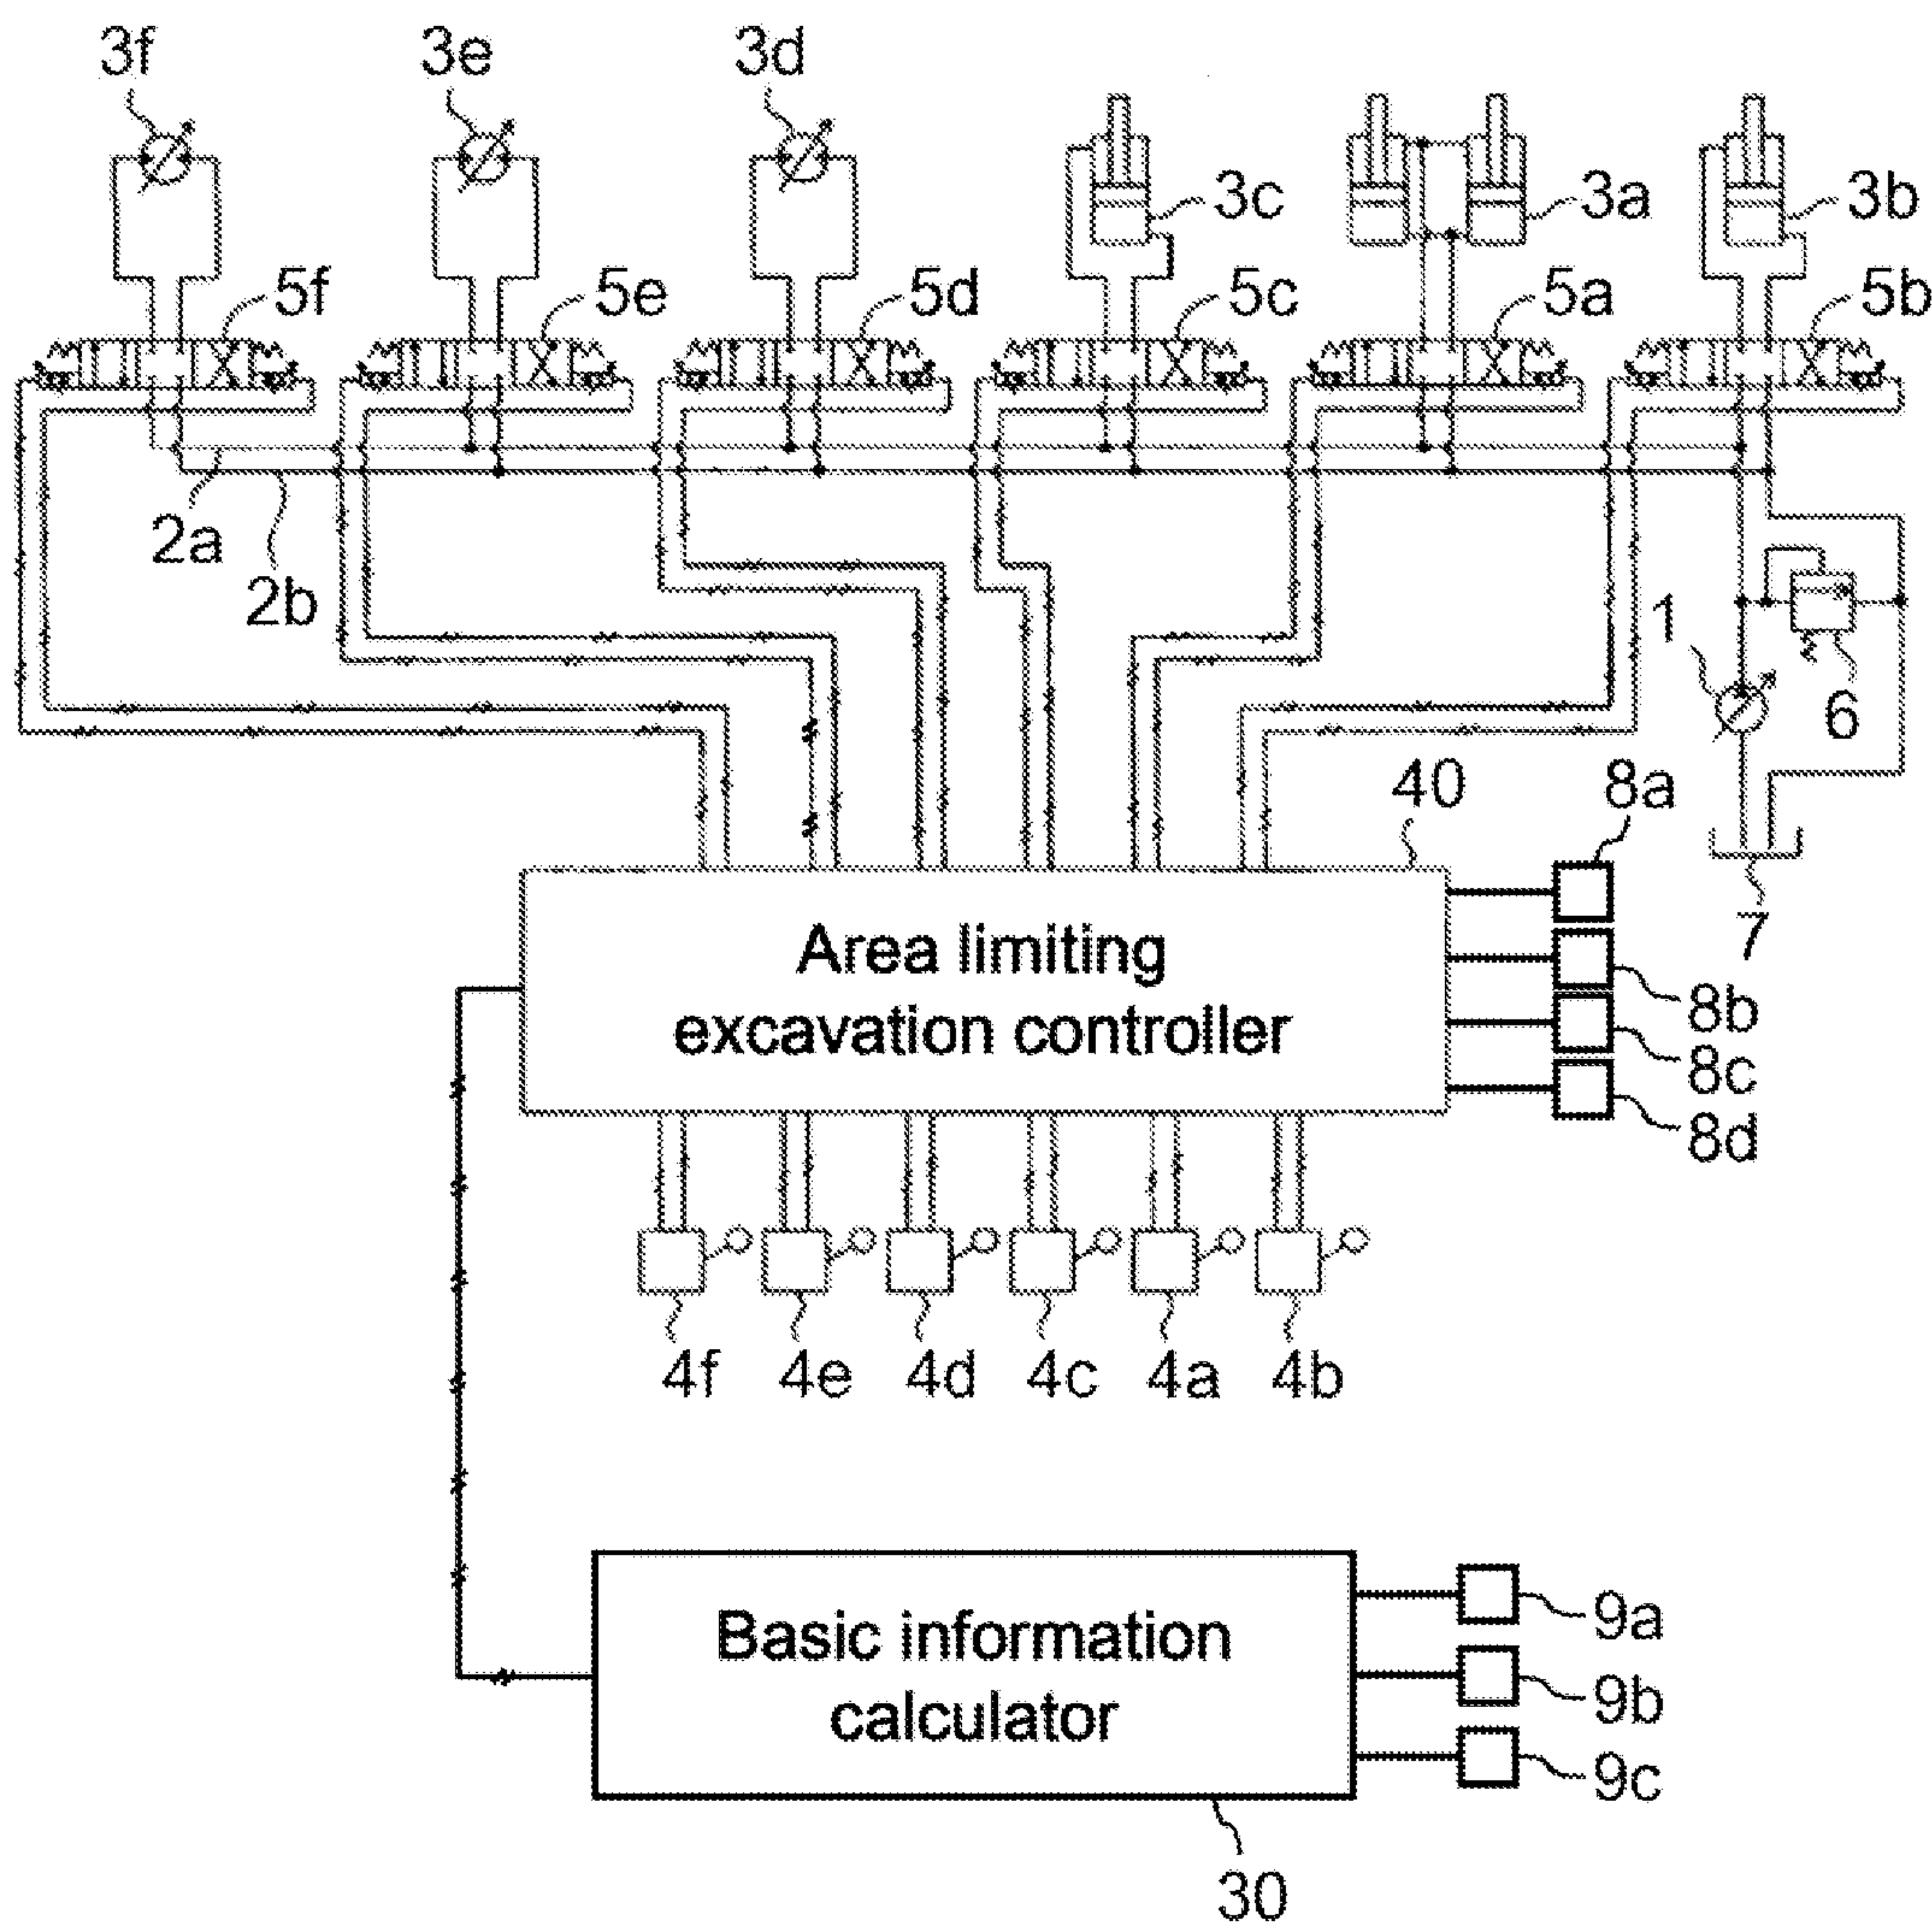 3f 3e 3d
3c 3a 3b
5f 5e 5d 5c 5a 5b
2a
2b
1
6
40 8a
7
Area limiting
excavation controller
8b
8c
8d
4f 4e 4d 4c 4a 4b
Basic information
calculator
9a
9b
9c
30